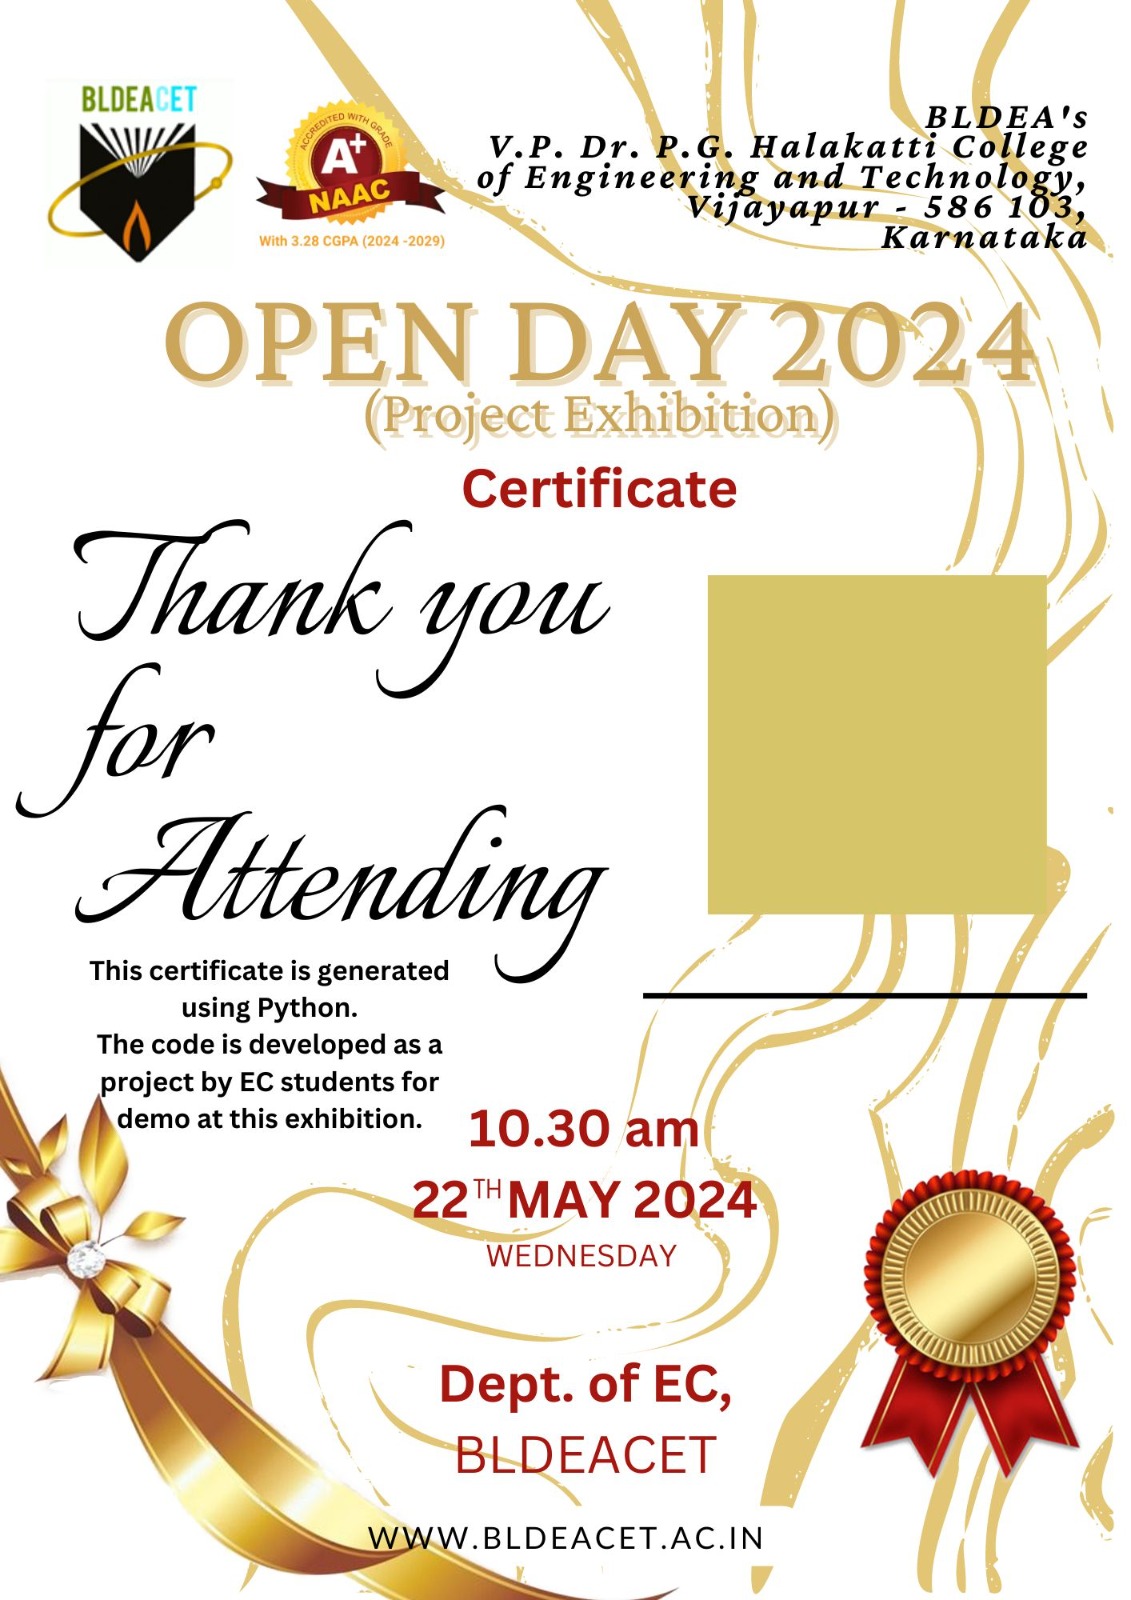 BLDEACET
ACCREDITED WITH GRADE
A+
NAAC
With 3.28 CGPA (2024 -2029)
BLDEA's
V.P. Dr. P.G. Halakatti College
of Engineering and Technology,
Vijayapur - 586 103,
Karnataka
OPEN DAY 2024
(Project Exhibition)
Certificate
Thank you
for
Attending
This certificate is generated
using Python.
The code is developed as a
project by EC students for
demo at this exhibition.
10.30 am
22TH MAY 2024
WEDNESDAY
Dept. of EC,
BLDEACET
WWW.BLDEACET.AC.IN